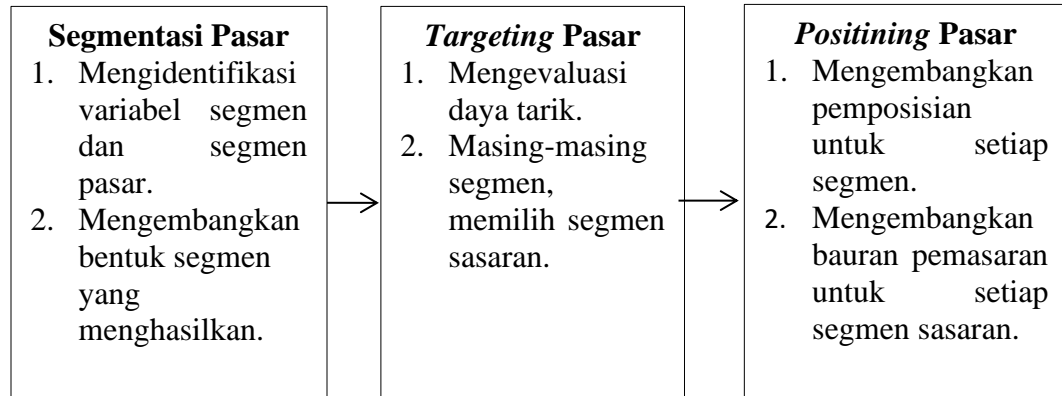 Segmentasi Pasar
1. Mengidentifikasi
variabel segmen
dan segmen
pasar.
2. Mengembangkan
bentuk segmen
yang
menghasilkan.
Targeting Pasar
1. Mengevaluasi
daya tarik.
2. Masing-masing
segmen,
memilih segmen
sasaran.
Positining Pasar
1. Mengembangkan
pemposisian
untuk setiap
segmen.
2. Mengembangkan
bauran pemasaran
untuk setiap
segmen sasaran.